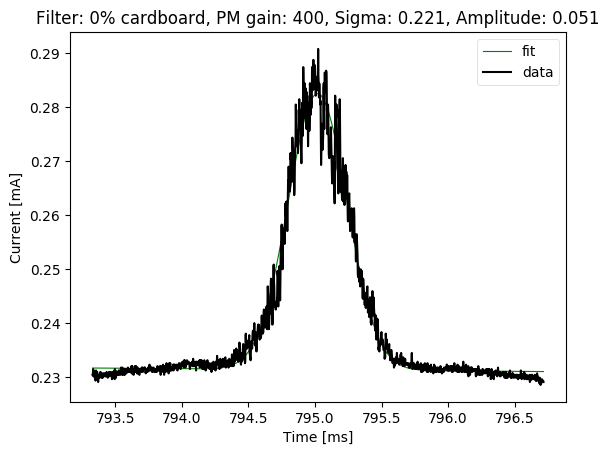 Filter: 0% cardboard, PM gain: 400, Sigma: 0.221, Amplitude: 0.051
fit
data
0.29
0.28
0.27
0.26
0.25
0.24
0.23
Current [mA]
793.5 794.0 794.5 795.0 795.5 796.0 796.5
Time [ms]